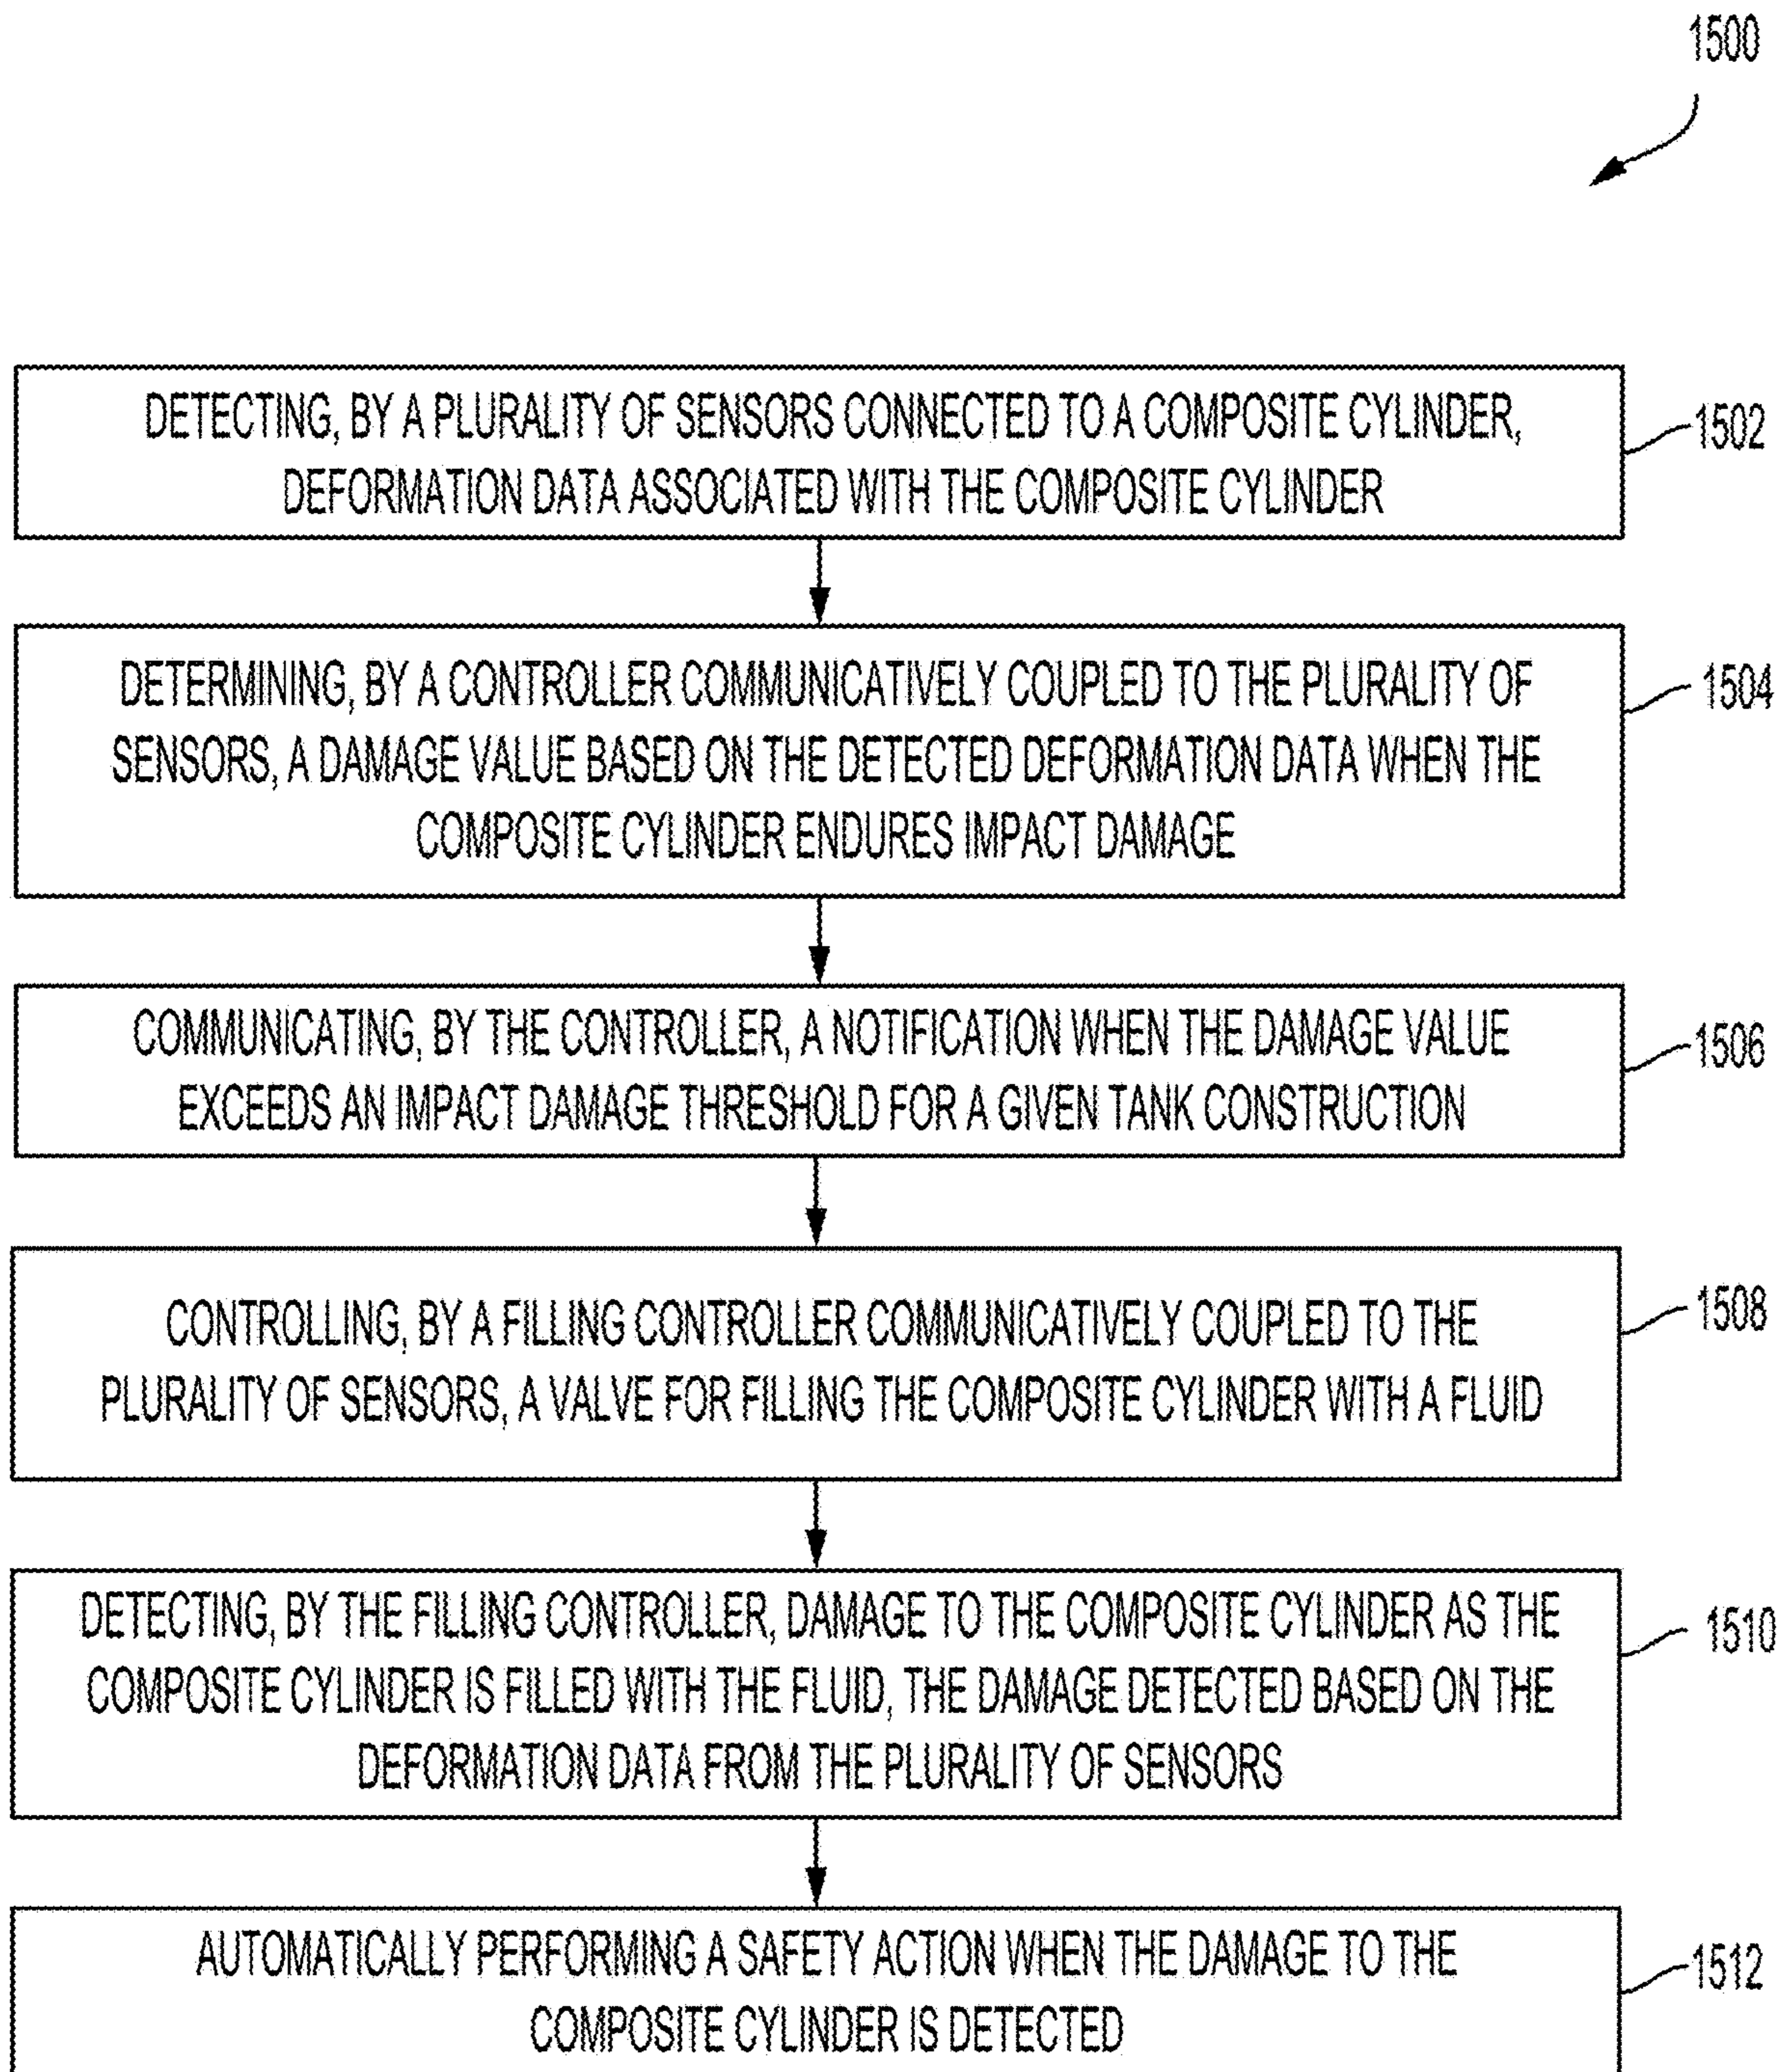 1500
DETECTING, BY A PLURALITY OF SENSORS CONNECTED TO A COMPOSITE CYLINDER,
DEFORMATION DATA ASSOCIATED WITH THE COMPOSITE CYLINDER
1502
DETERMINING, BY A CONTROLLER COMMUNICATIVELY COUPLED TO THE PLURALITY OF
SENSORS, A DAMAGE VALUE BASED ON THE DETECTED DEFORMATION DATA WHEN THE
COMPOSITE CYLINDER ENDURES IMPACT DAMAGE
1504
COMMUNICATING, BY THE CONTROLLER, A NOTIFICATION WHEN THE DAMAGE VALUE
EXCEEDS AN IMPACT DAMAGE THRESHOLD FOR A GIVEN TANK CONSTRUCTION
1506
CONTROLLING, BY A FILLING CONTROLLER COMMUNICATIVELY COUPLED TO THE
PLURALITY OF SENSORS, A VALVE FOR FILLING THE COMPOSITE CYLINDER WITH A FLUID
1508
DETECTING, BY THE FILLING CONTROLLER, DAMAGE TO THE COMPOSITE CYLINDER AS THE
COMPOSITE CYLINDER IS FILLED WITH THE FLUID, THE DAMAGE DETECTED BASED ON THE
DEFORMATION DATA FROM THE PLURALITY OF SENSORS
1510
AUTOMATICALLY PERFORMING A SAFETY ACTION WHEN THE DAMAGE TO THE
COMPOSITE CYLINDER IS DETECTED
1512